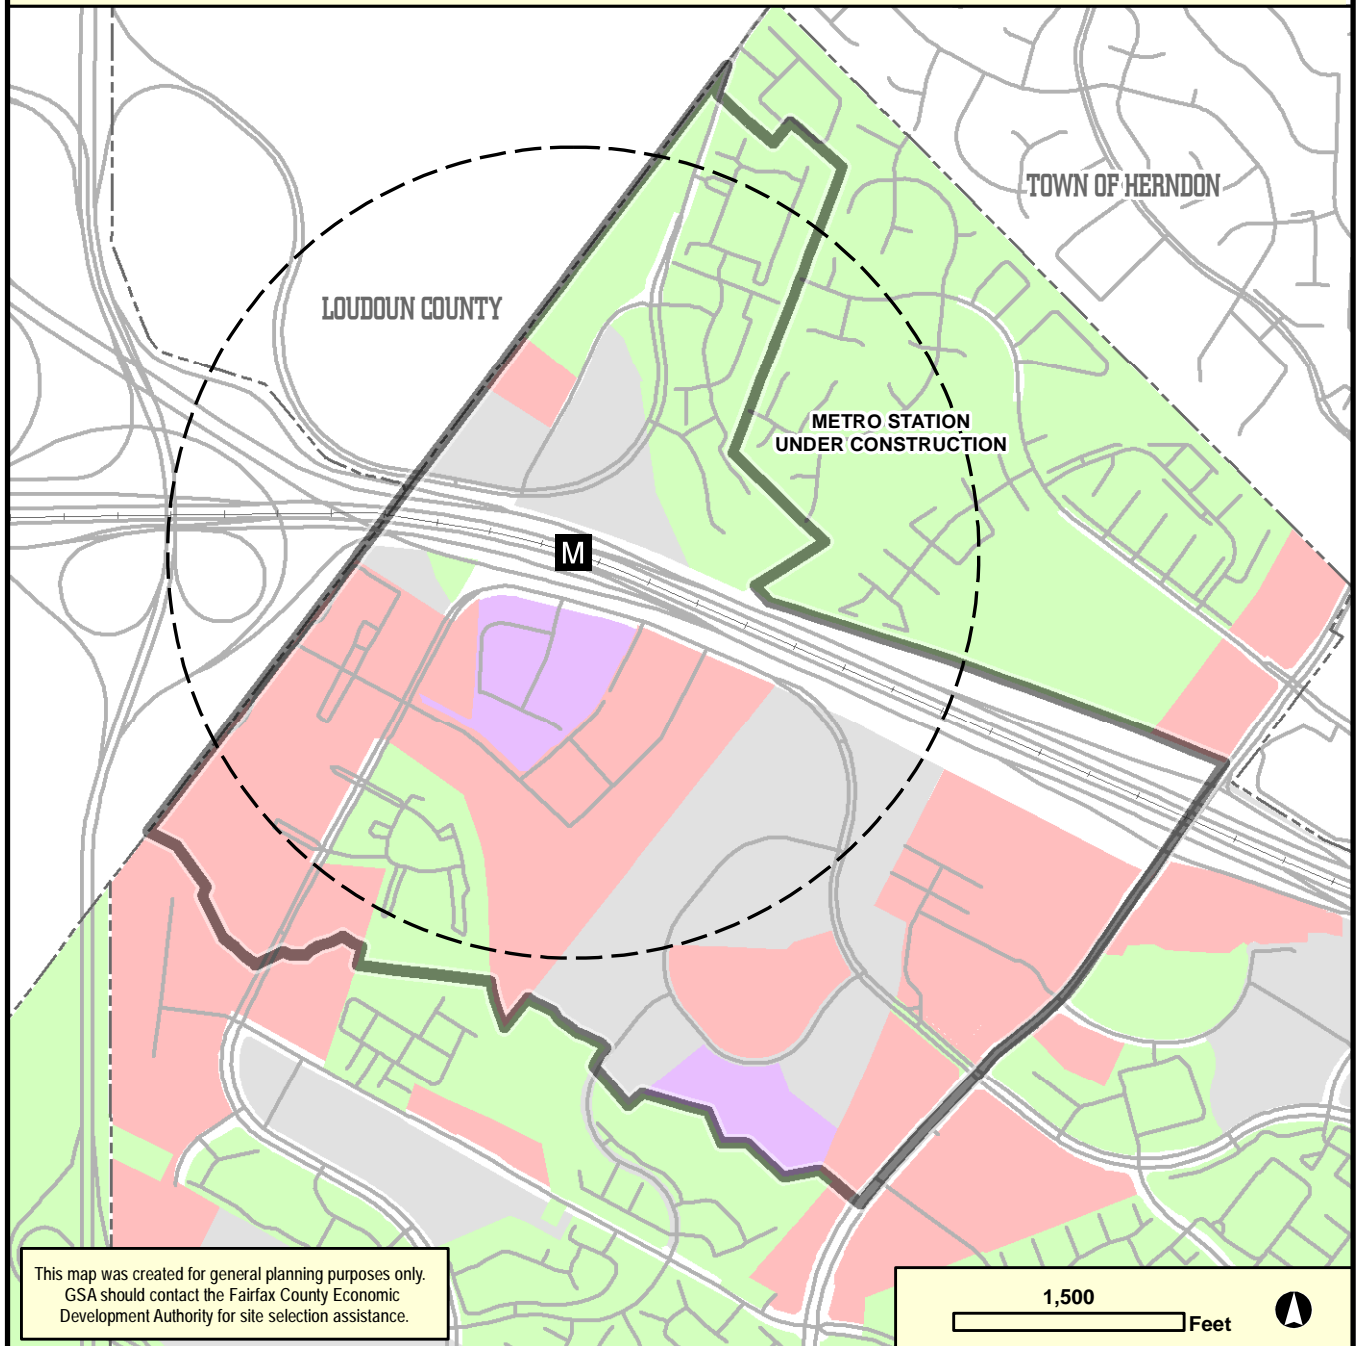 TOWN OF HERNDON
LOUDOUN COUNTY
METRO STATION
UNDER CONSTRUCTION
M
This map was created for general planning purposes only.
GSA should contact the Fairfax County Economic
Development Authority for site selection assistance.
1,500
Feet